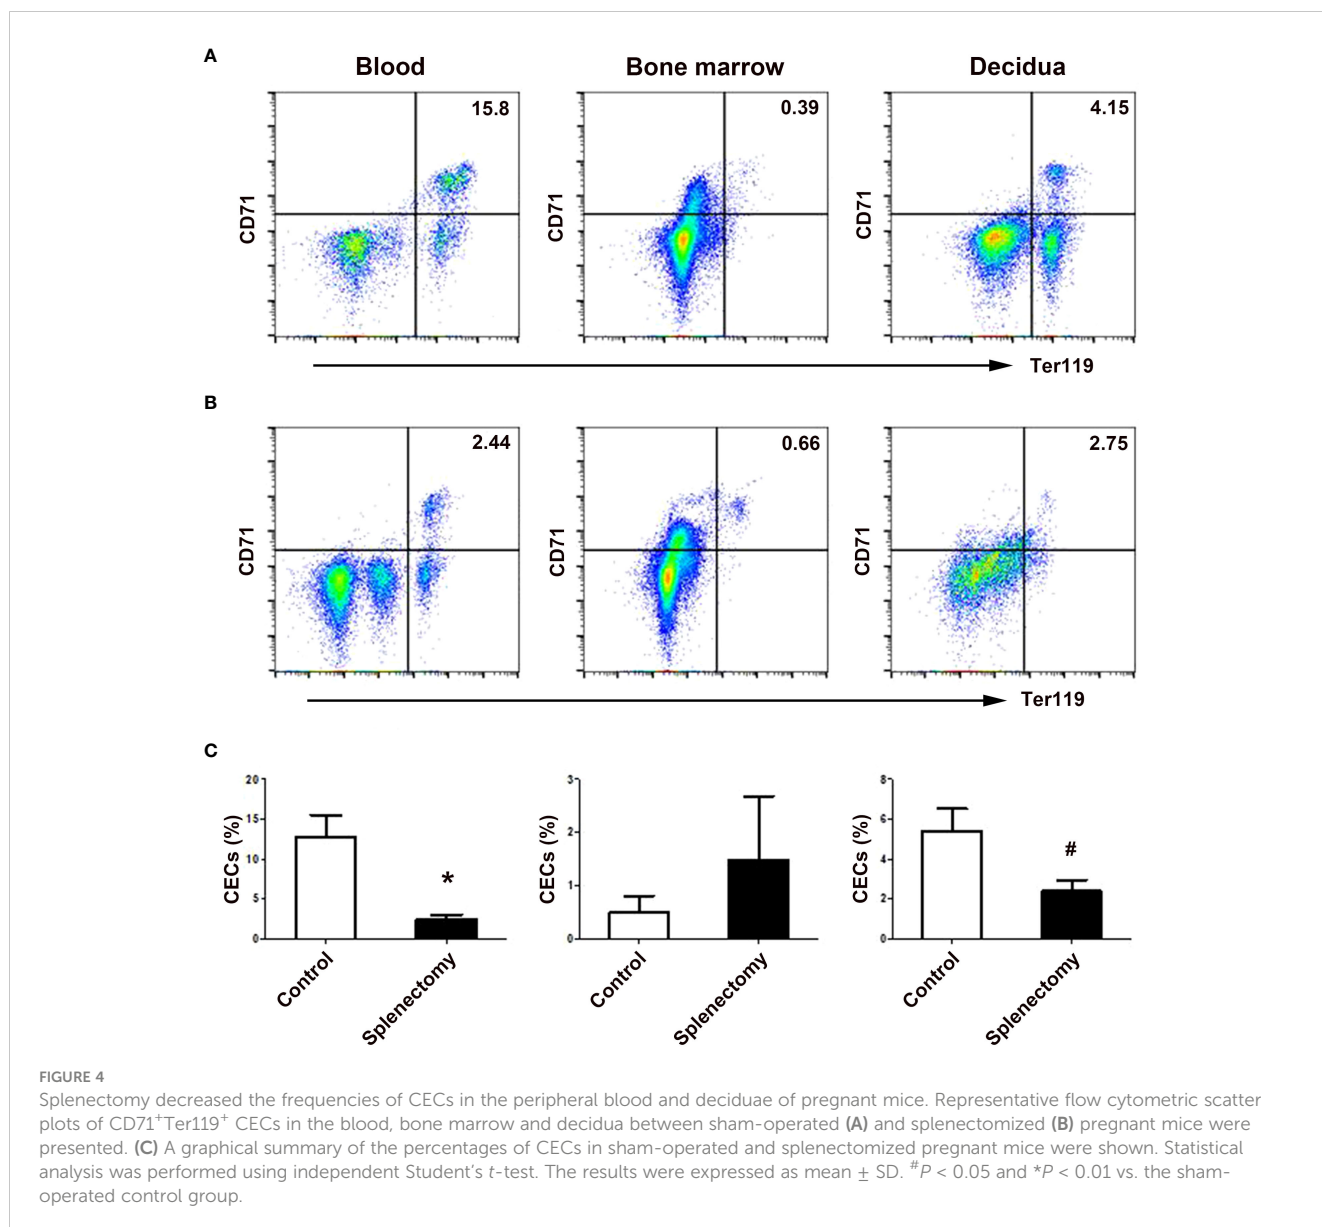 A
Blood
Bone marrow
Decidua
15.8
0.39
4.15
CD71
CD71
CD71
Ter119
B
2.44
0.66
2.75
CD71
CD71
CD71
Ter119
C
CECs (%)
20
15
10
5
0
Control
Splenectomy
*
CECs (%)
3
2
1
0
Control
Splenectomy
CECs (%)
8
6
4
2
0
Control
Splenectomy
#
FIGURE 4
Splenectomy decreased the frequencies of CECs in the peripheral blood and deciduae of pregnant mice. Representative flow cytometric scatter
plots of CD71⁺Ter119⁺ CECs in the blood, bone marrow and decidua between sham-operated (A) and splenectomized (B) pregnant mice were
presented. (C) A graphical summary of the percentages of CECs in sham-operated and splenectomized pregnant mice were shown. Statistical
analysis was performed using independent Student's t-test. The results were expressed as mean ± SD. #P < 0.05 and *P < 0.01 vs. the sham-
operated control group.